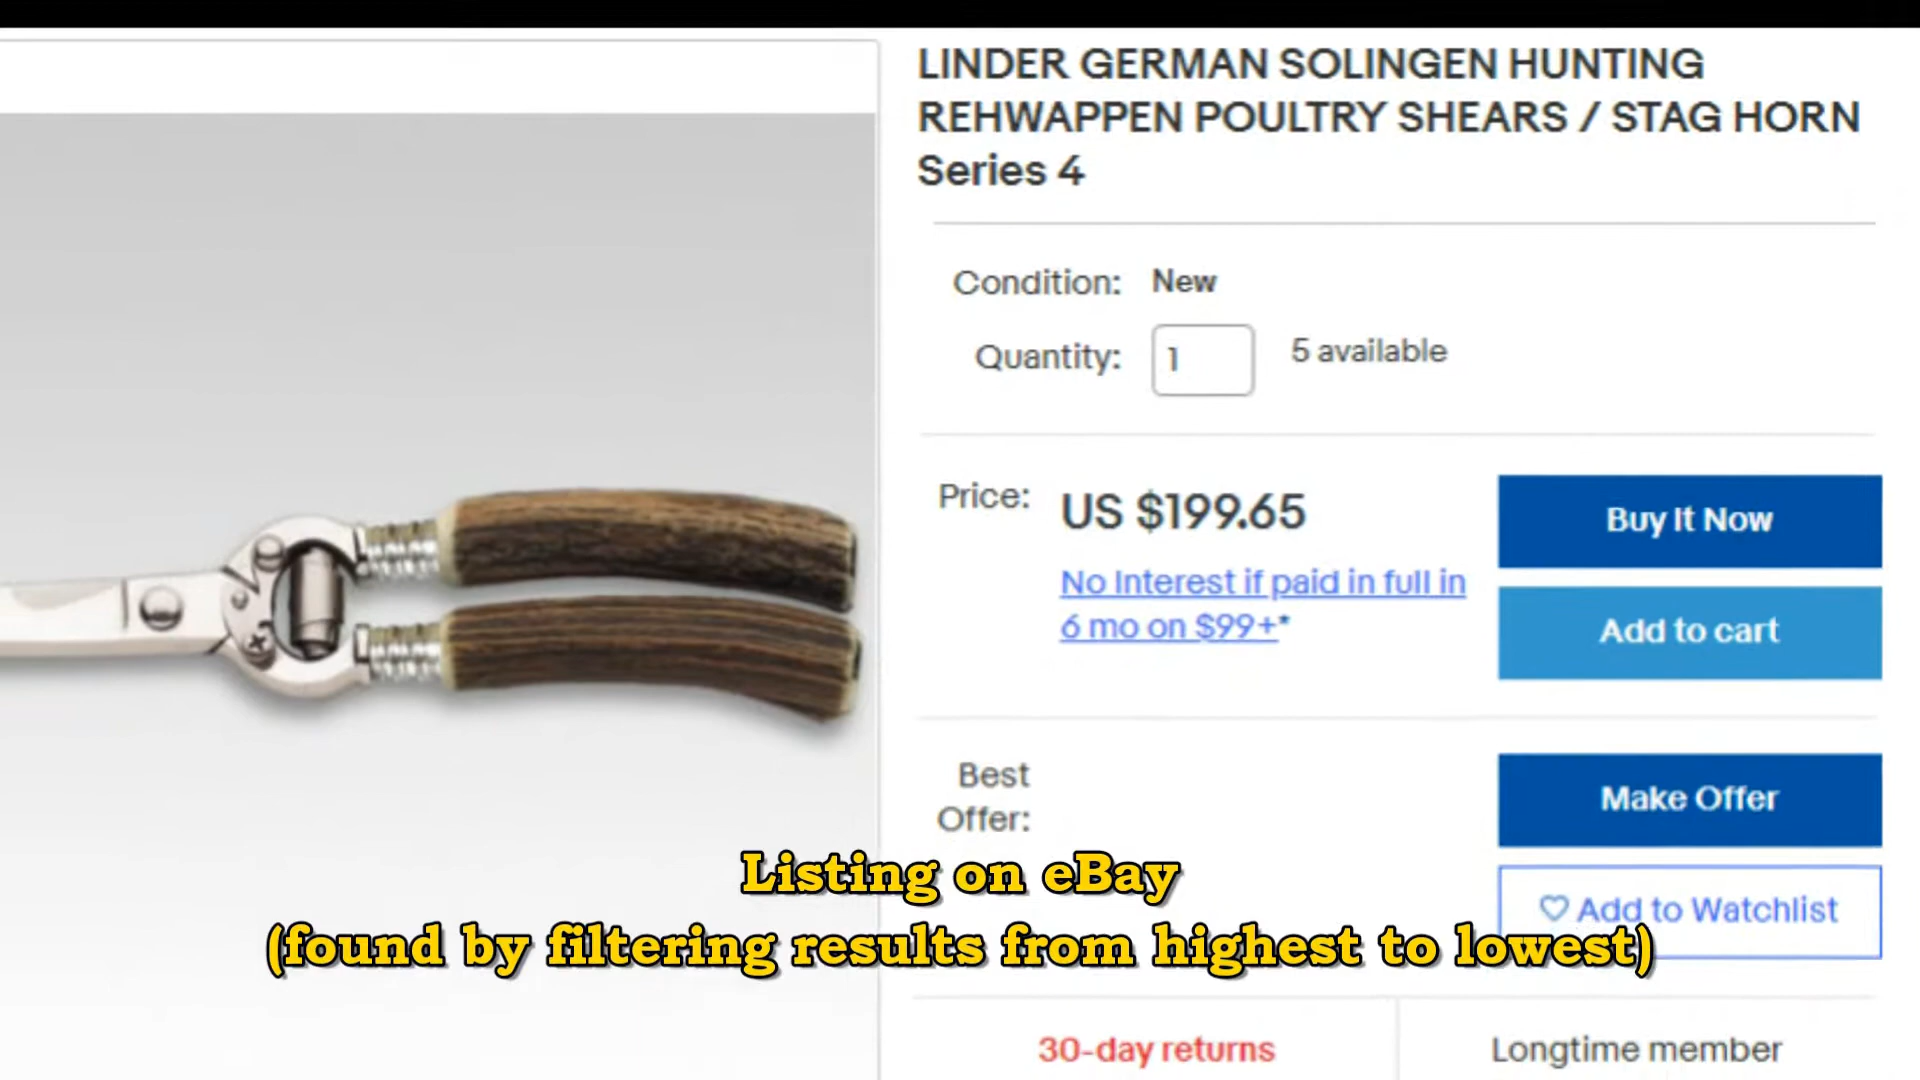 LINDER GERMAN SOLINGEN HUNTING
REHWAPPEN POULTRY SHEARS / STAG HORN
Series 4
Condition: New
Quantity: 1 5 available
Price: US $199.65
Buy It Now
No Interest if paid in full in
6 mo on $99+*
Add to cart
Best
Offer:
Make Offer
Add to Watchlist
Listing on eBay
(found by filtering results from highest to lowest)
30-day returns
Longtime member